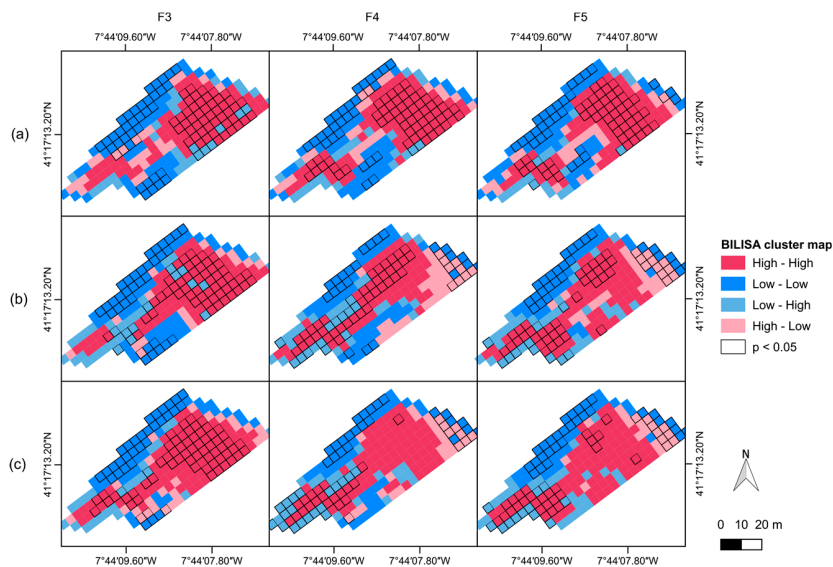 F3 F4 F5
7°44'09.60"W 7°44'07.80"W 7°44'09.60"W 7°44'07.80"W 7°44'09.60"W 7°44'07.80"W
(a) 41°17'13.20"N 41°17'13.20"N
(b) 41°17'13.20"N 41°17'13.20"N
(c) 41°17'13.20"N 41°17'13.20"N
7°44'09.60"W 7°44'07.80"W 7°44'09.60"W 7°44'07.80"W 7°44'09.60"W 7°44'07.80"W
BILISA cluster map
High - High
Low - Low
Low - High
High - Low
p < 0.05
N
0 10 20 m